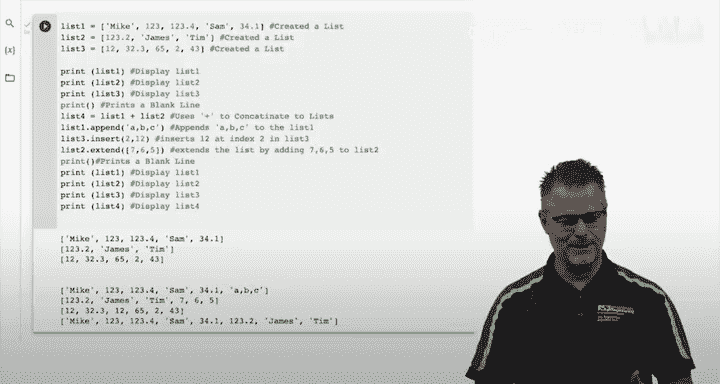 list1 = ['Mike', 123, 123.4, 'Sam', 34.1] #Created a List
list2 = [123.2, 'James', 'Tim'] #Created a List
list3 = [12, 32.3, 65, 2, 43] #Created a List
print (list1) #Display list1
print (list2) #Display list2
print (list3) #Display list3
print() #Prints a Blank Line
list4 = list1 + list2 #Uses '+' to Concatinate to Lists
list1.append('a,b,c') #Appends 'a,b,c' to the list1
list3.insert(2,12) #inserts 12 at index 2 in list3
list2.extend([7,6,5]) #extends the list by adding 7,6,5 to list2
print()#Prints a Blank Line
print (list1) #Display list1
print (list2) #Display list2
print (list3) #Display list3
print (list4) #Display list4
['Mike', 123, 123.4, 'Sam', 34.1]
[123.2, 'James', 'Tim']
[12, 32.3, 65, 2, 43]
['Mike', 123, 123.4, 'Sam', 34.1, 'a,b,c']
[123.2, 'James', 'Tim', 7, 6, 5]
[12, 32.3, 12, 65, 2, 43]
['Mike', 123, 123.4, 'Sam', 34.1, 123.2, 'James', 'Tim']